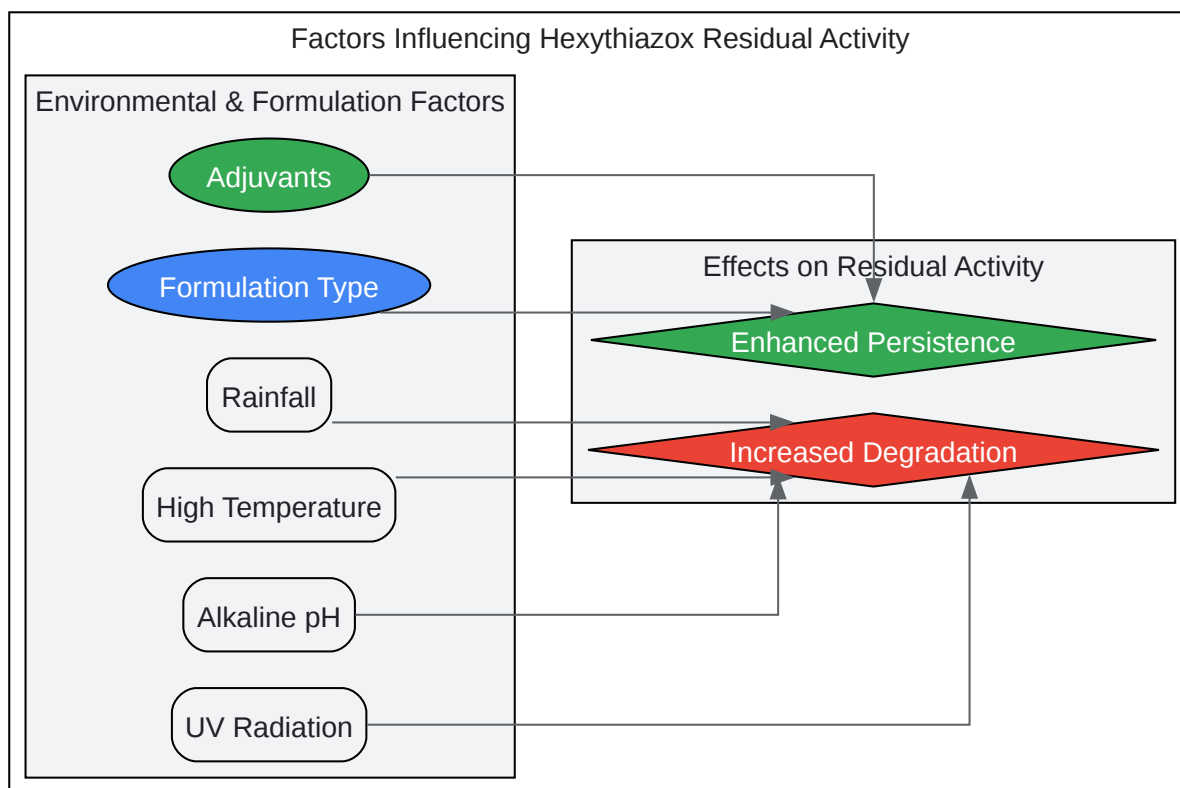 Factors Influencing Hexythiazox Residual Activity
Environmental & Formulation Factors
Adjuvants
Formulation Type
Rainfall
High Temperature
Alkaline pH
UV Radiation
Effects on Residual Activity
Enhanced Persistence
Increased Degradation